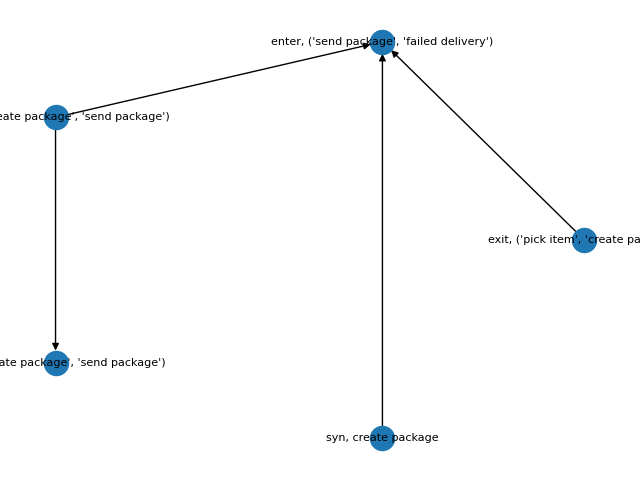 enter, ('send package', 'failed delivery')
eate package', 'send package')
exit, ('pick item', 'create pa
ate package', 'send package')
syn, create package